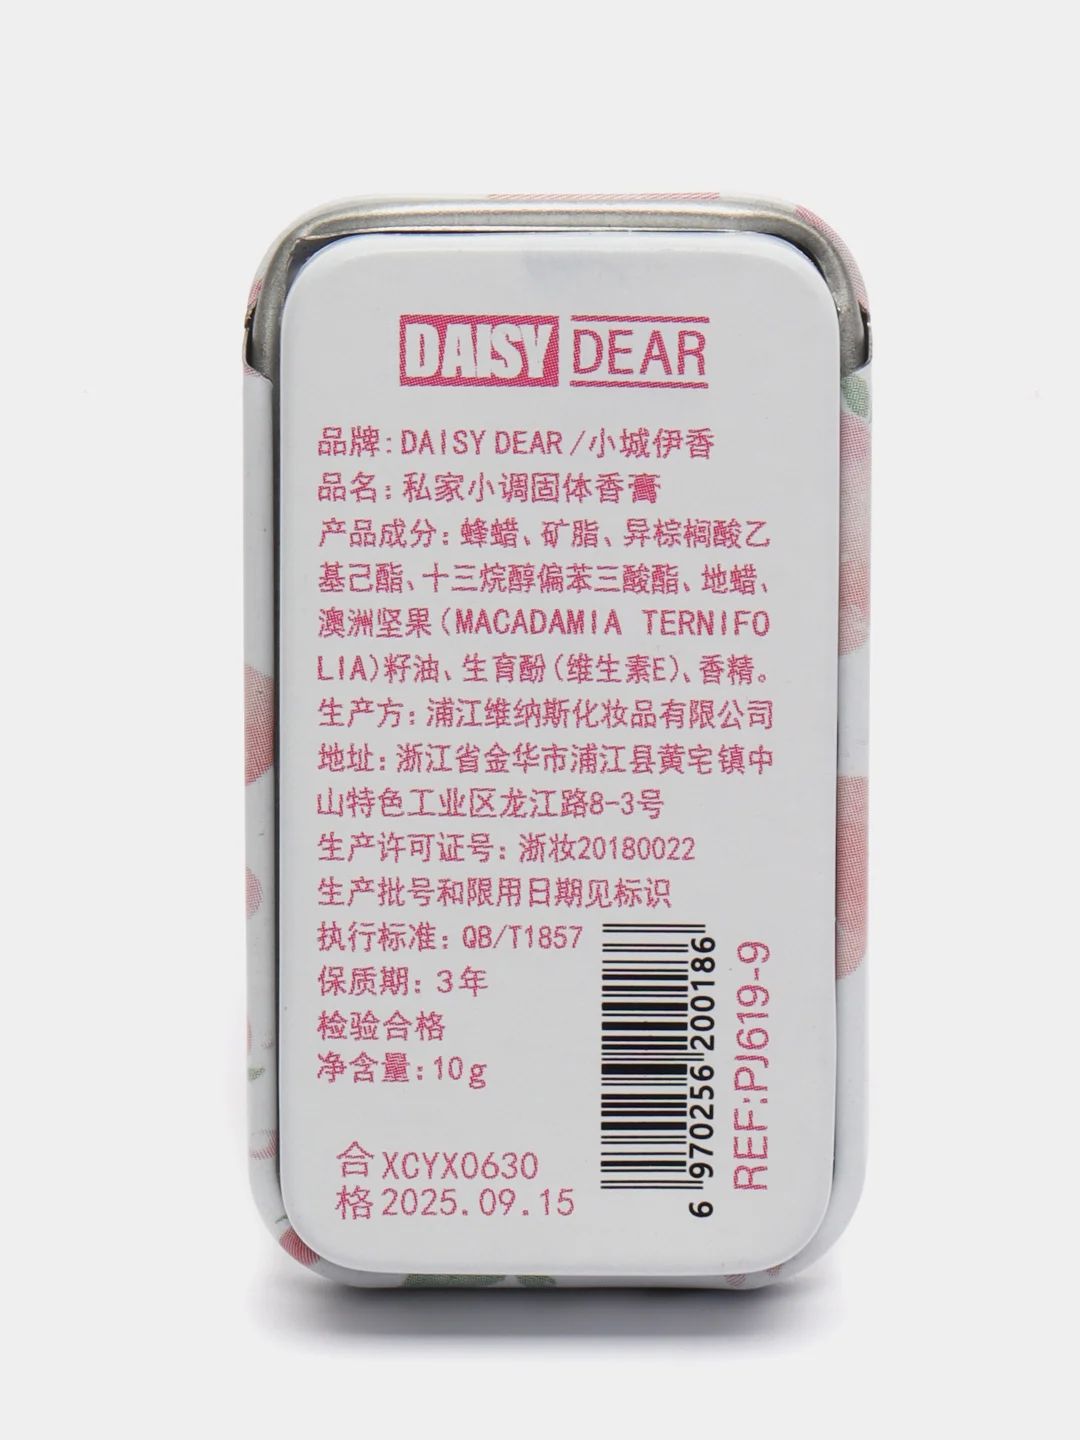 DAISY DEAR
品牌:DAISY DEAR/小城伊香
品名:私家小调固体香膏
产品成分:蜂蜡、矿脂、异棕榈酸乙
基己酯、十三烷醇偏苯三酸酯、地蜡、
澳洲坚果(MACADAMIA TERNIFO
LIA)籽油、生育酚(维生素E)、香精。
生产方:浦江维纳斯化妆品有限公司
地址:浙江省金华市浦江县黄宅镇中
山特色工业区龙江路8-3号
生产许可证号:浙妆20180022
生产批号和限用日期见标识
执行标准:QB/T1857
保质期:3年
检验合格
净含量:10g
合XCYX0630
格2025.09.15
6 970256 200186
REF:PJ619-9